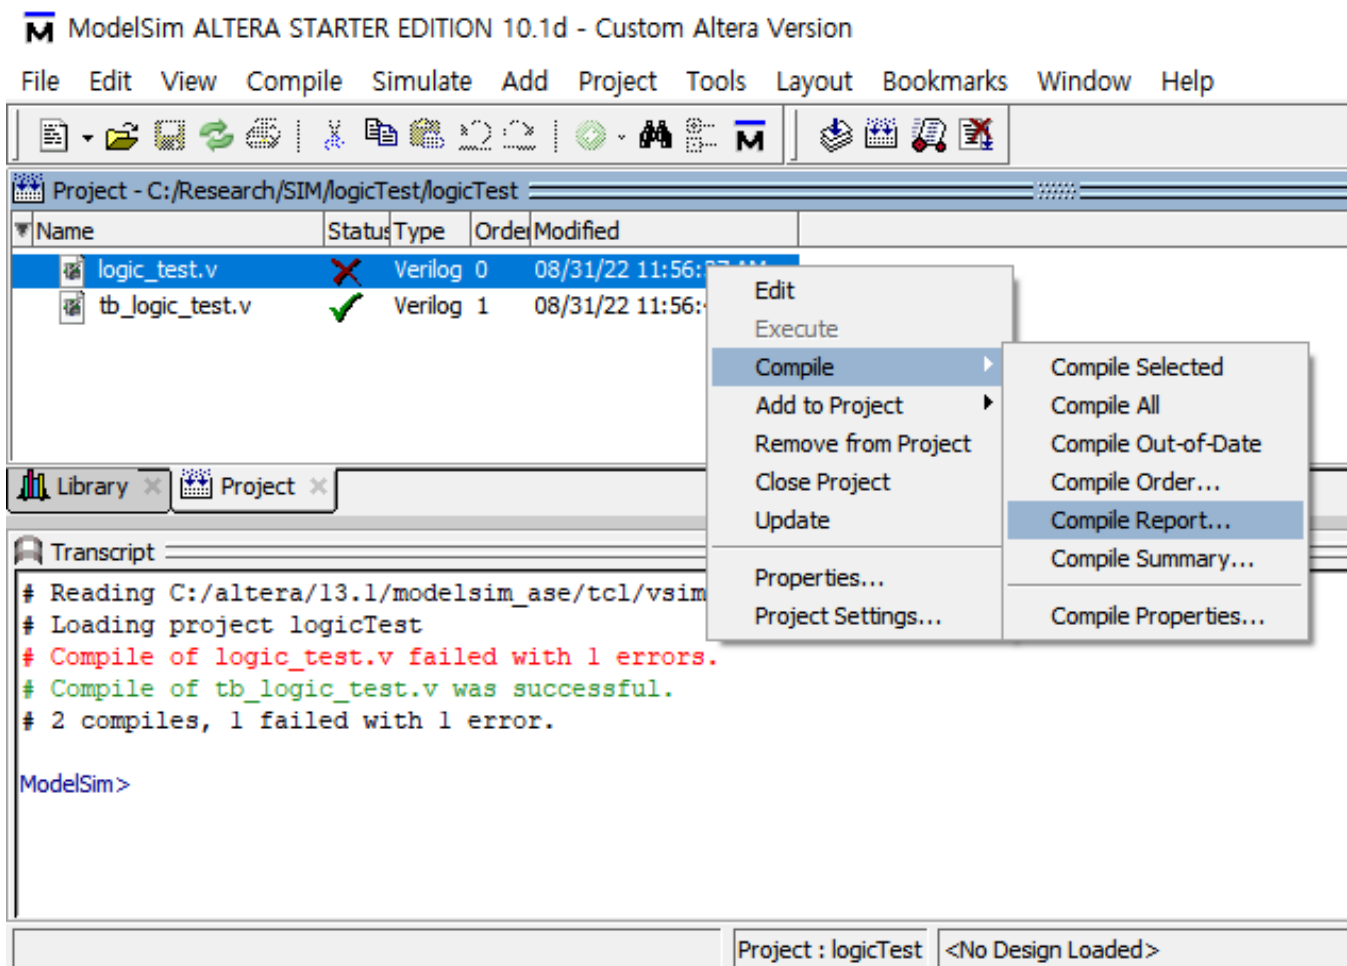 ModelSim ALTERA STARTER EDITION 10.1d - Custom Altera Version
File Edit View Compile Simulate Add Project Tools Layout Bookmarks Window Help
Project - C:/Research/SIM/logicTest/logicTest
Name Status Type Order Modified
logic_test.v Verilog 0 08/31/22 11:56:
tb_logic_test.v Verilog 1 08/31/22 11:56:
Edit
Execute
Compile
Add to Project
Remove from Project
Close Project
Update
Properties...
Project Settings...
Compile Selected
Compile All
Compile Out-of-Date
Compile Order...
Compile Report...
Compile Summary...
Compile Properties...
Library Project
Transcript
# Reading C:/altera/13.1/modelsim_ase/tcl/vsim
# Loading project logicTest
# Compile of logic_test.v failed with 1 errors.
# Compile of tb_logic_test.v was successful.
# 2 compiles, 1 failed with 1 error.
ModelSim>
Project : logicTest <No Design Loaded>